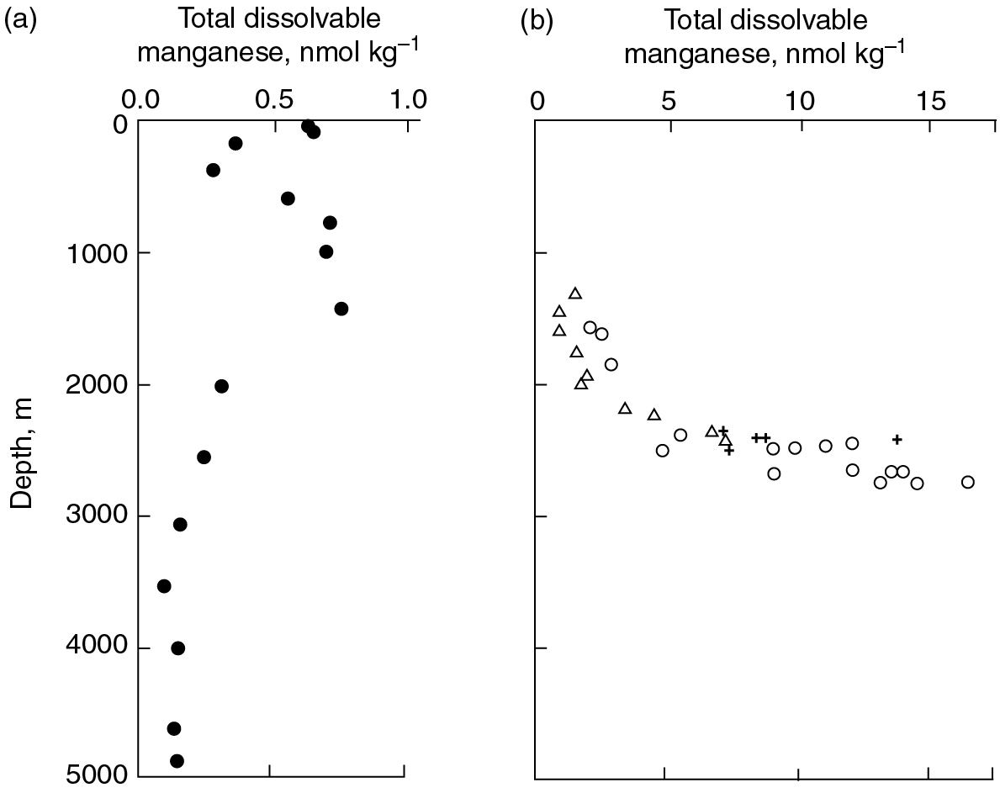 (a)
Total dissolvable
manganese, nmol kg⁻¹
0.0 0.5 1.0
0
1000
2000
3000
4000
5000
Depth, m
(b)
Total dissolvable
manganese, nmol kg⁻¹
0 5 10 15